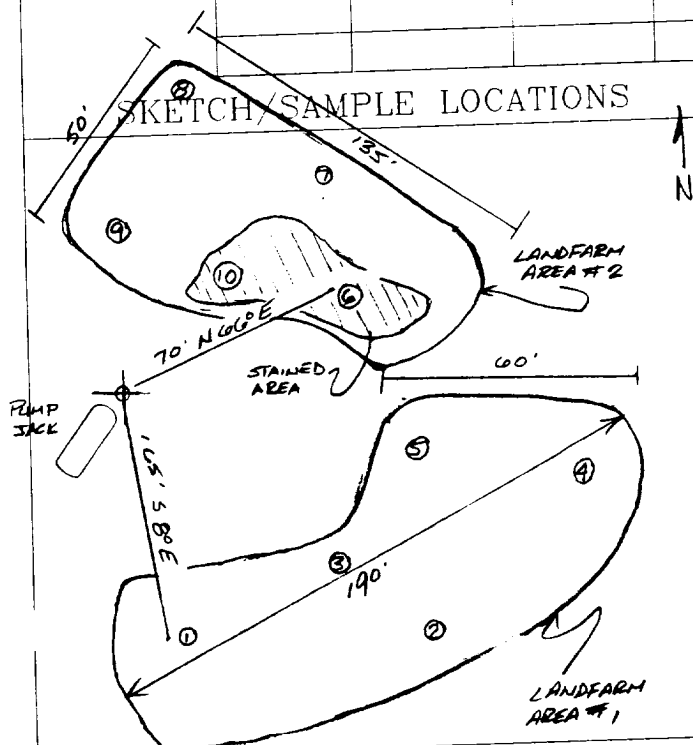 SKETCH/SAMPLE LOCATIONS
50'
135'
N
8
7
9
10
6
LANDFARM
AREA #2
70' N66°E
STAINED
AREA
60'
PUMP
JACK
165' S 8°E
5
4
3
190'
1
2
LANDFARM
AREA #1